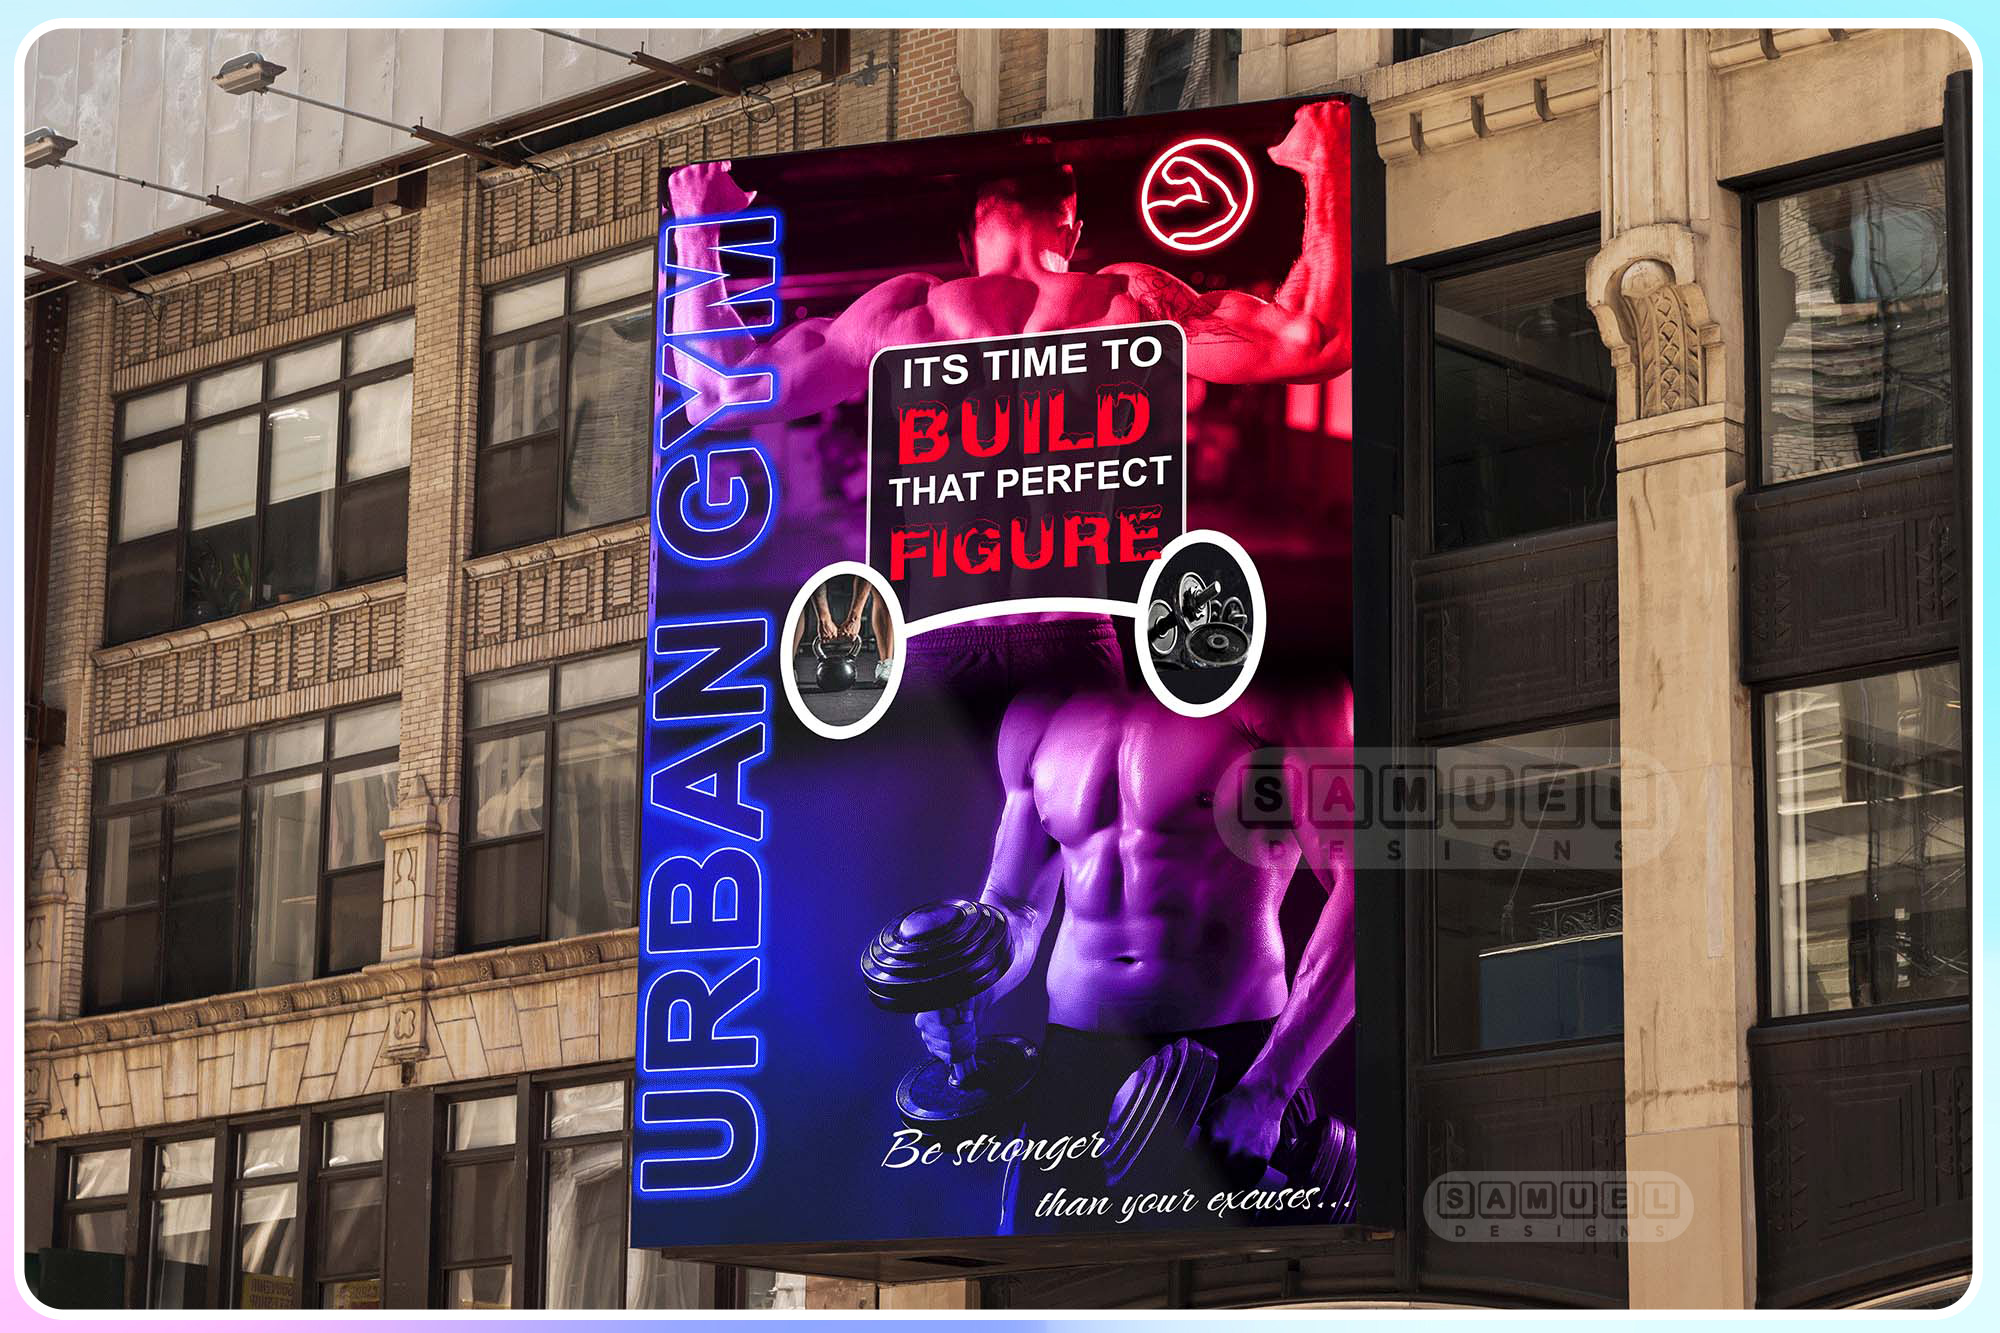 URBAN GYM
ITS TIME TO
BUILD
THAT PERFECT
FIGURE
Be stronger
than your excuses...
SAMUEL
DESIGNS
SAMUEL
DESIGNS